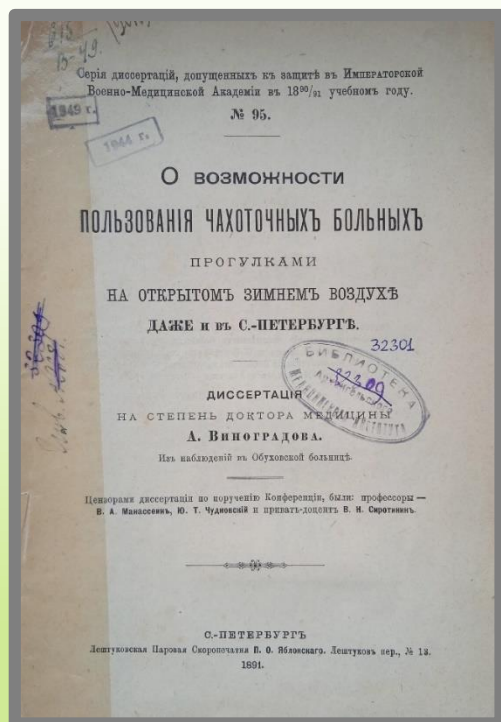 Серія диссертацій, допущенныхъ къ защитѣ въ Императорской
Военно-Медицинской Академіи въ 1890/91 учебномъ году.
№ 95.
1949 г.
1944 г.
О возможности
ПОЛЬЗОВАНІЯ ЧАХОТОЧНЫХЪ БОЛЬНЫХЪ
ПРОГУЛКАМИ
НА ОТКРЫТОМЪ ЗИМНЕМЪ ВОЗДУХѢ
ДАЖЕ И ВЪ С.-ПЕТЕРБУРГѢ.
32301
БИБЛИОТЕКА
ДИССЕРТАЦІЯ
НА СТЕПЕНЬ ДОКТОРА МЕДИЦИНЫ
А. Виноградова.
Изъ наблюденій въ Обуховской больницѣ.
Цензорами диссертаціи по порученію Конференціи, были: профессоры —
В. А. Манассеинъ, Ю. Т. Чудновскій и приватъ-доцентъ В. Н. Сиротининъ.
С.-ПЕТЕРБУРГЪ
Лештуковская Паровая Скоропечатня П. О. Яблонскаго. Лештуковъ пер., № 13.
1891.